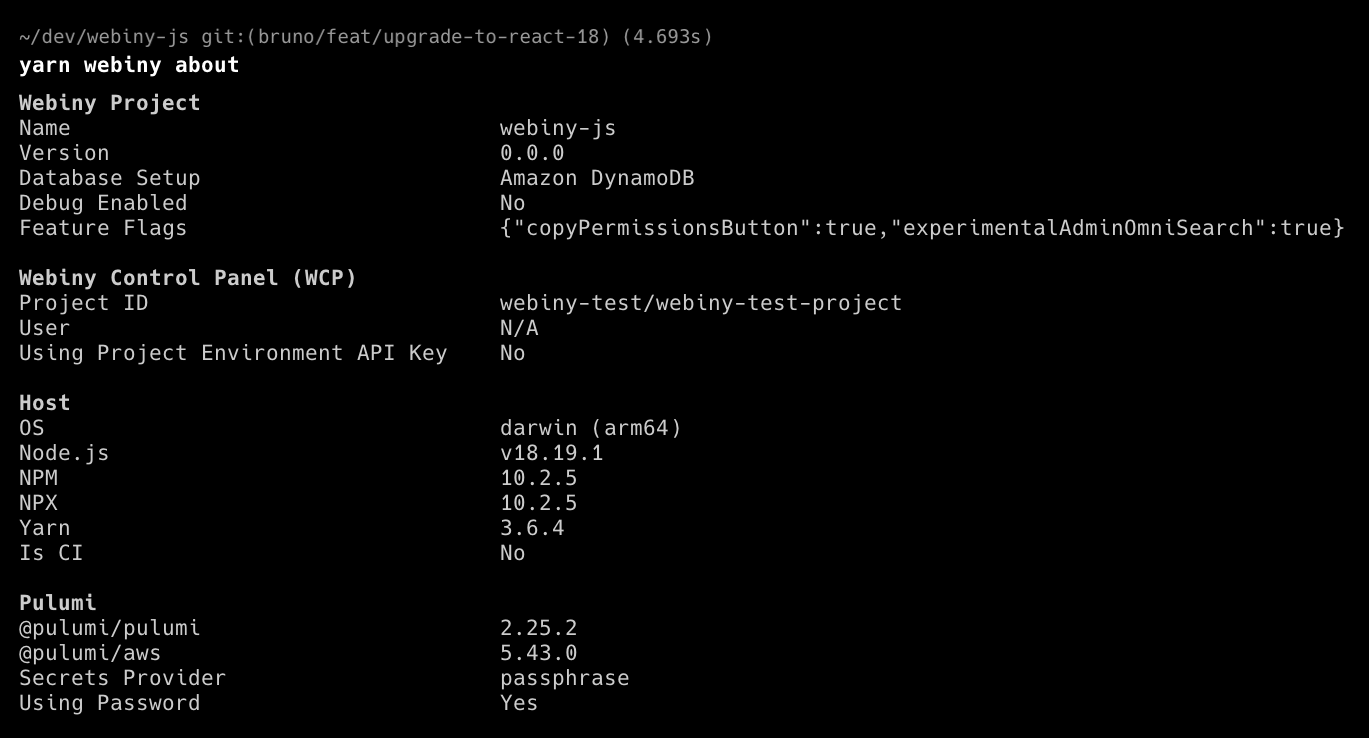 ~/dev/webiny-js git:(bruno/feat/upgrade-to-react-18) (4.693s)
yarn webiny about
Webiny Project
Name webiny-js
Version 0.0.0
Database Setup Amazon DynamoDB
Debug Enabled No
Feature Flags {"copyPermissionsButton":true,"experimentalAdminOmniSearch":true}
Webiny Control Panel (WCP)
Project ID webiny-test/webiny-test-project
User N/A
Using Project Environment API Key No
Host
OS darwin (arm64)
Node.js v18.19.1
NPM 10.2.5
NPX 10.2.5
Yarn 3.6.4
Is CI No
Pulumi
@pulumi/pulumi 2.25.2
@pulumi/aws 5.43.0
Secrets Provider passphrase
Using Password Yes